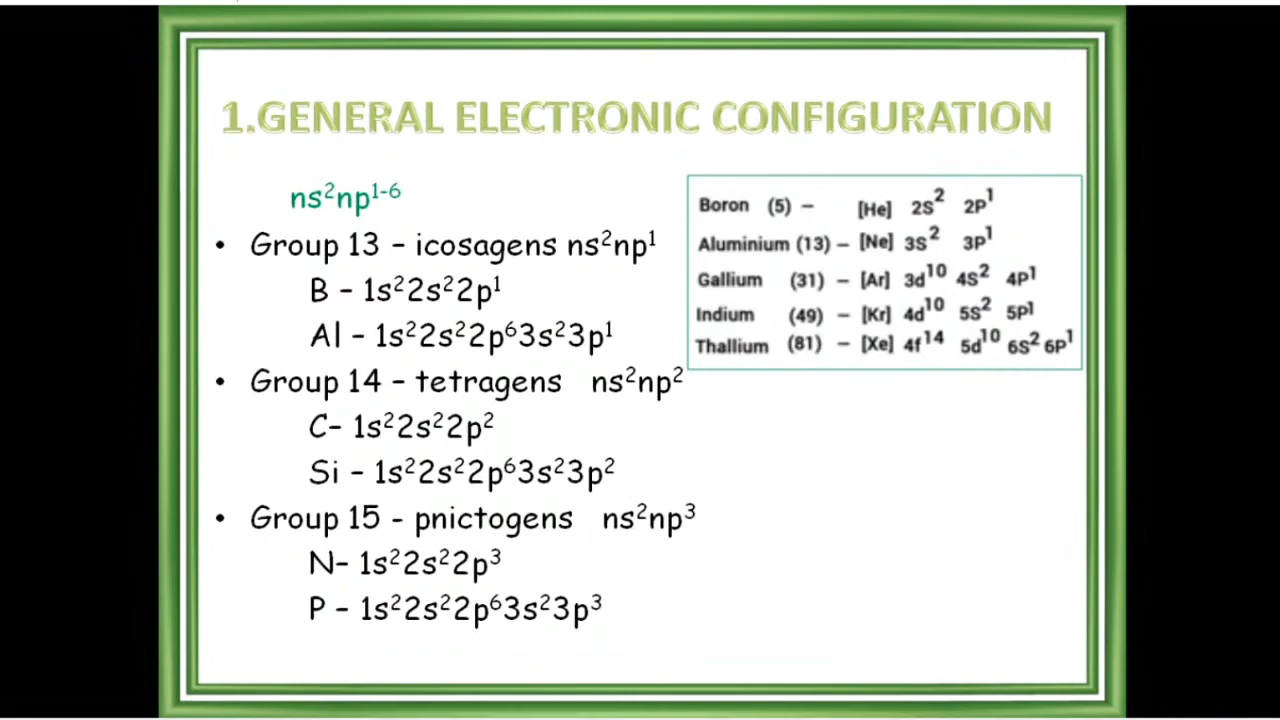 1.GENERAL ELECTRONIC CONFIGURATION
ns²np¹⁻⁶
• Group 13 – icosagens ns²np¹
B – 1s²2s²2p¹
Al – 1s²2s²2p⁶3s²3p¹
• Group 14 – tetragens ns²np²
C– 1s²2s²2p²
Si – 1s²2s²2p⁶3s²3p²
• Group 15 - pnictogens ns²np³
N– 1s²2s²2p³
P – 1s²2s²2p⁶3s²3p³
Boron (5) – [He] 2S² 2P¹
Aluminium (13) – [Ne] 3S² 3P¹
Gallium (31) – [Ar] 3d¹⁰ 4S² 4P¹
Indium (49) – [Kr] 4d¹⁰ 5S² 5P¹
Thallium (81) – [Xe] 4f¹⁴ 5d¹⁰ 6S² 6P¹